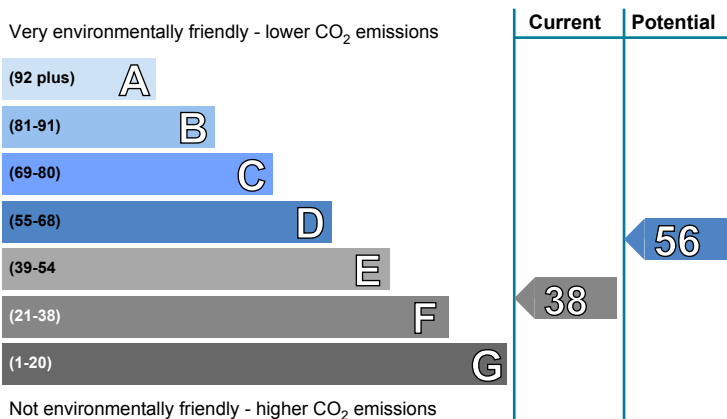 Current Potential
Very environmentally friendly - lower CO2 emissions
(92 plus) A
(81-91) B
(69-80) C
(55-68) D
56
(39-54 E
38
(21-38) F
(1-20) G
Not environmentally friendly - higher CO2 emissions